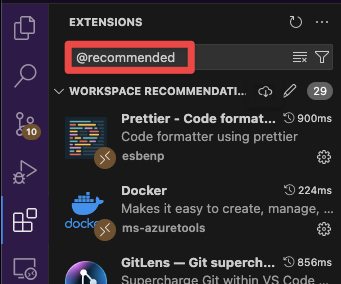 EXTENSIONS
@recommended
WORKSPACE RECOMMENDATI... 29
Prettier - Code format... 900ms
Code formatter using prettier
esbenp
10
Docker 224ms
Makes it easy to create, manage, ...
docker
ms-azuretools
GitLens — Git superch... 856ms
Supercharge Git within VS Code ...